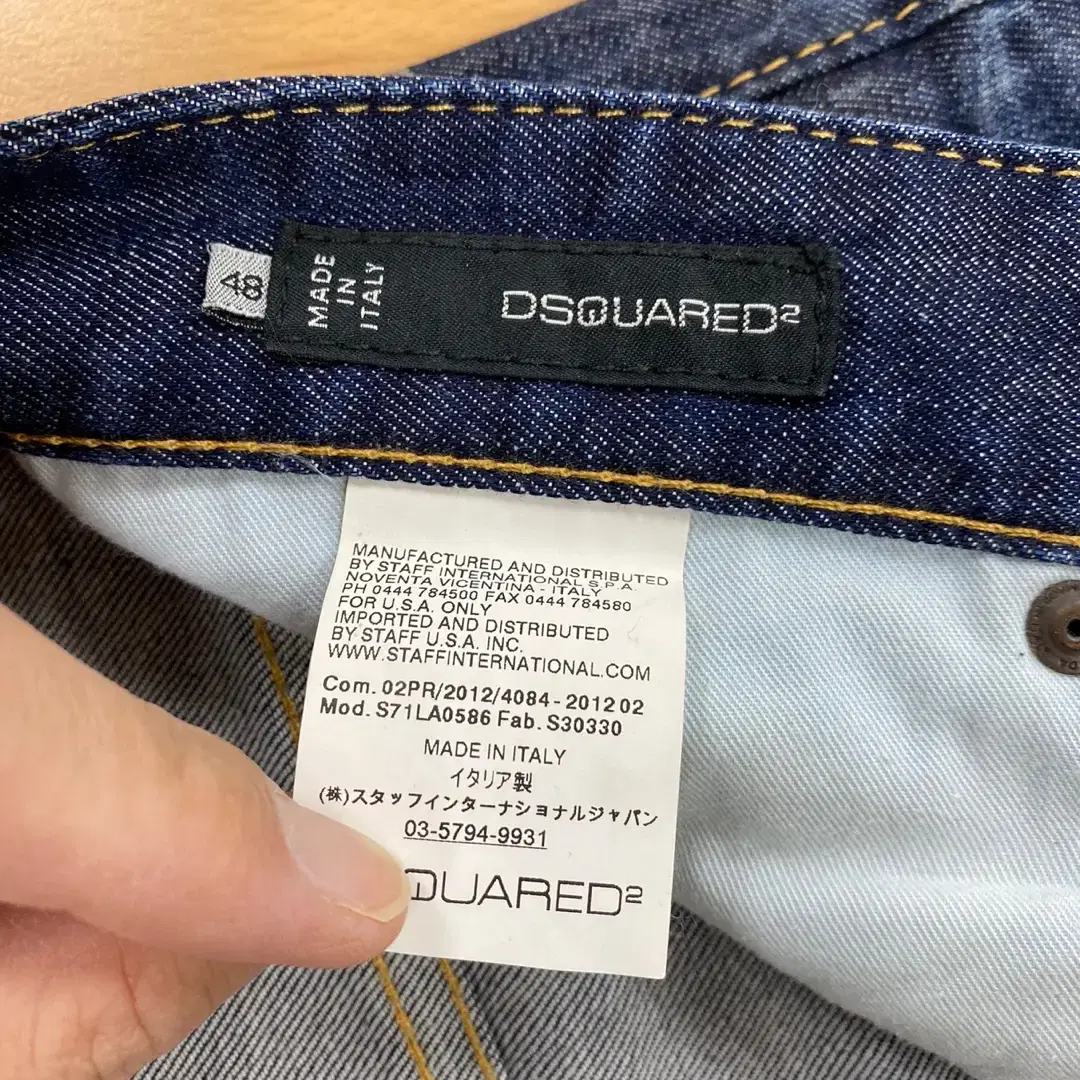 48
MADE
IN
ITALY
DSQUARED2
MANUFACTURED AND DISTRIBUTED
BY STAFF INTERNATIONAL S.P.A.
NOVENTA VICENTINA - ITALY
PH 0444 784500 FAX 0444 784580
FOR U.S.A. ONLY
IMPORTED AND DISTRIBUTED
BY STAFF U.S.A. INC.
WWW.STAFFINTERNATIONAL.COM
Com. 02PR/2012/4084 - 2012 02
Mod. S71LA0586 Fab. S30330
MADE IN ITALY
イタリア製
(株)スタッフインターナショナルジャパン
03-5794-9931
SQUARED2